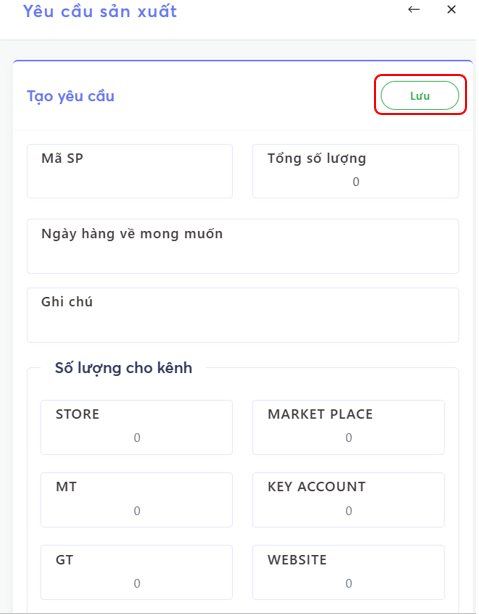 Yêu cầu sản xuất
Tạo yêu cầu
Lưu
Mã SP
Tổng số lượng
0
Ngày hàng về mong muốn
Ghi chú
Số lượng cho kênh
STORE
MARKET PLACE
0
0
MT
KEY ACCOUNT
0
0
GT
WEBSITE
0
0